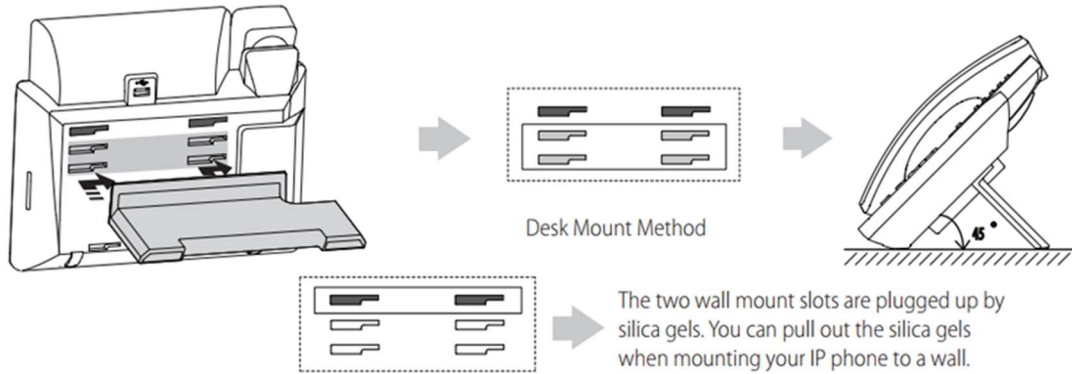 Desk Mount Method
45°
The two wall mount slots are plugged up by
silica gels. You can pull out the silica gels
when mounting your IP phone to a wall.